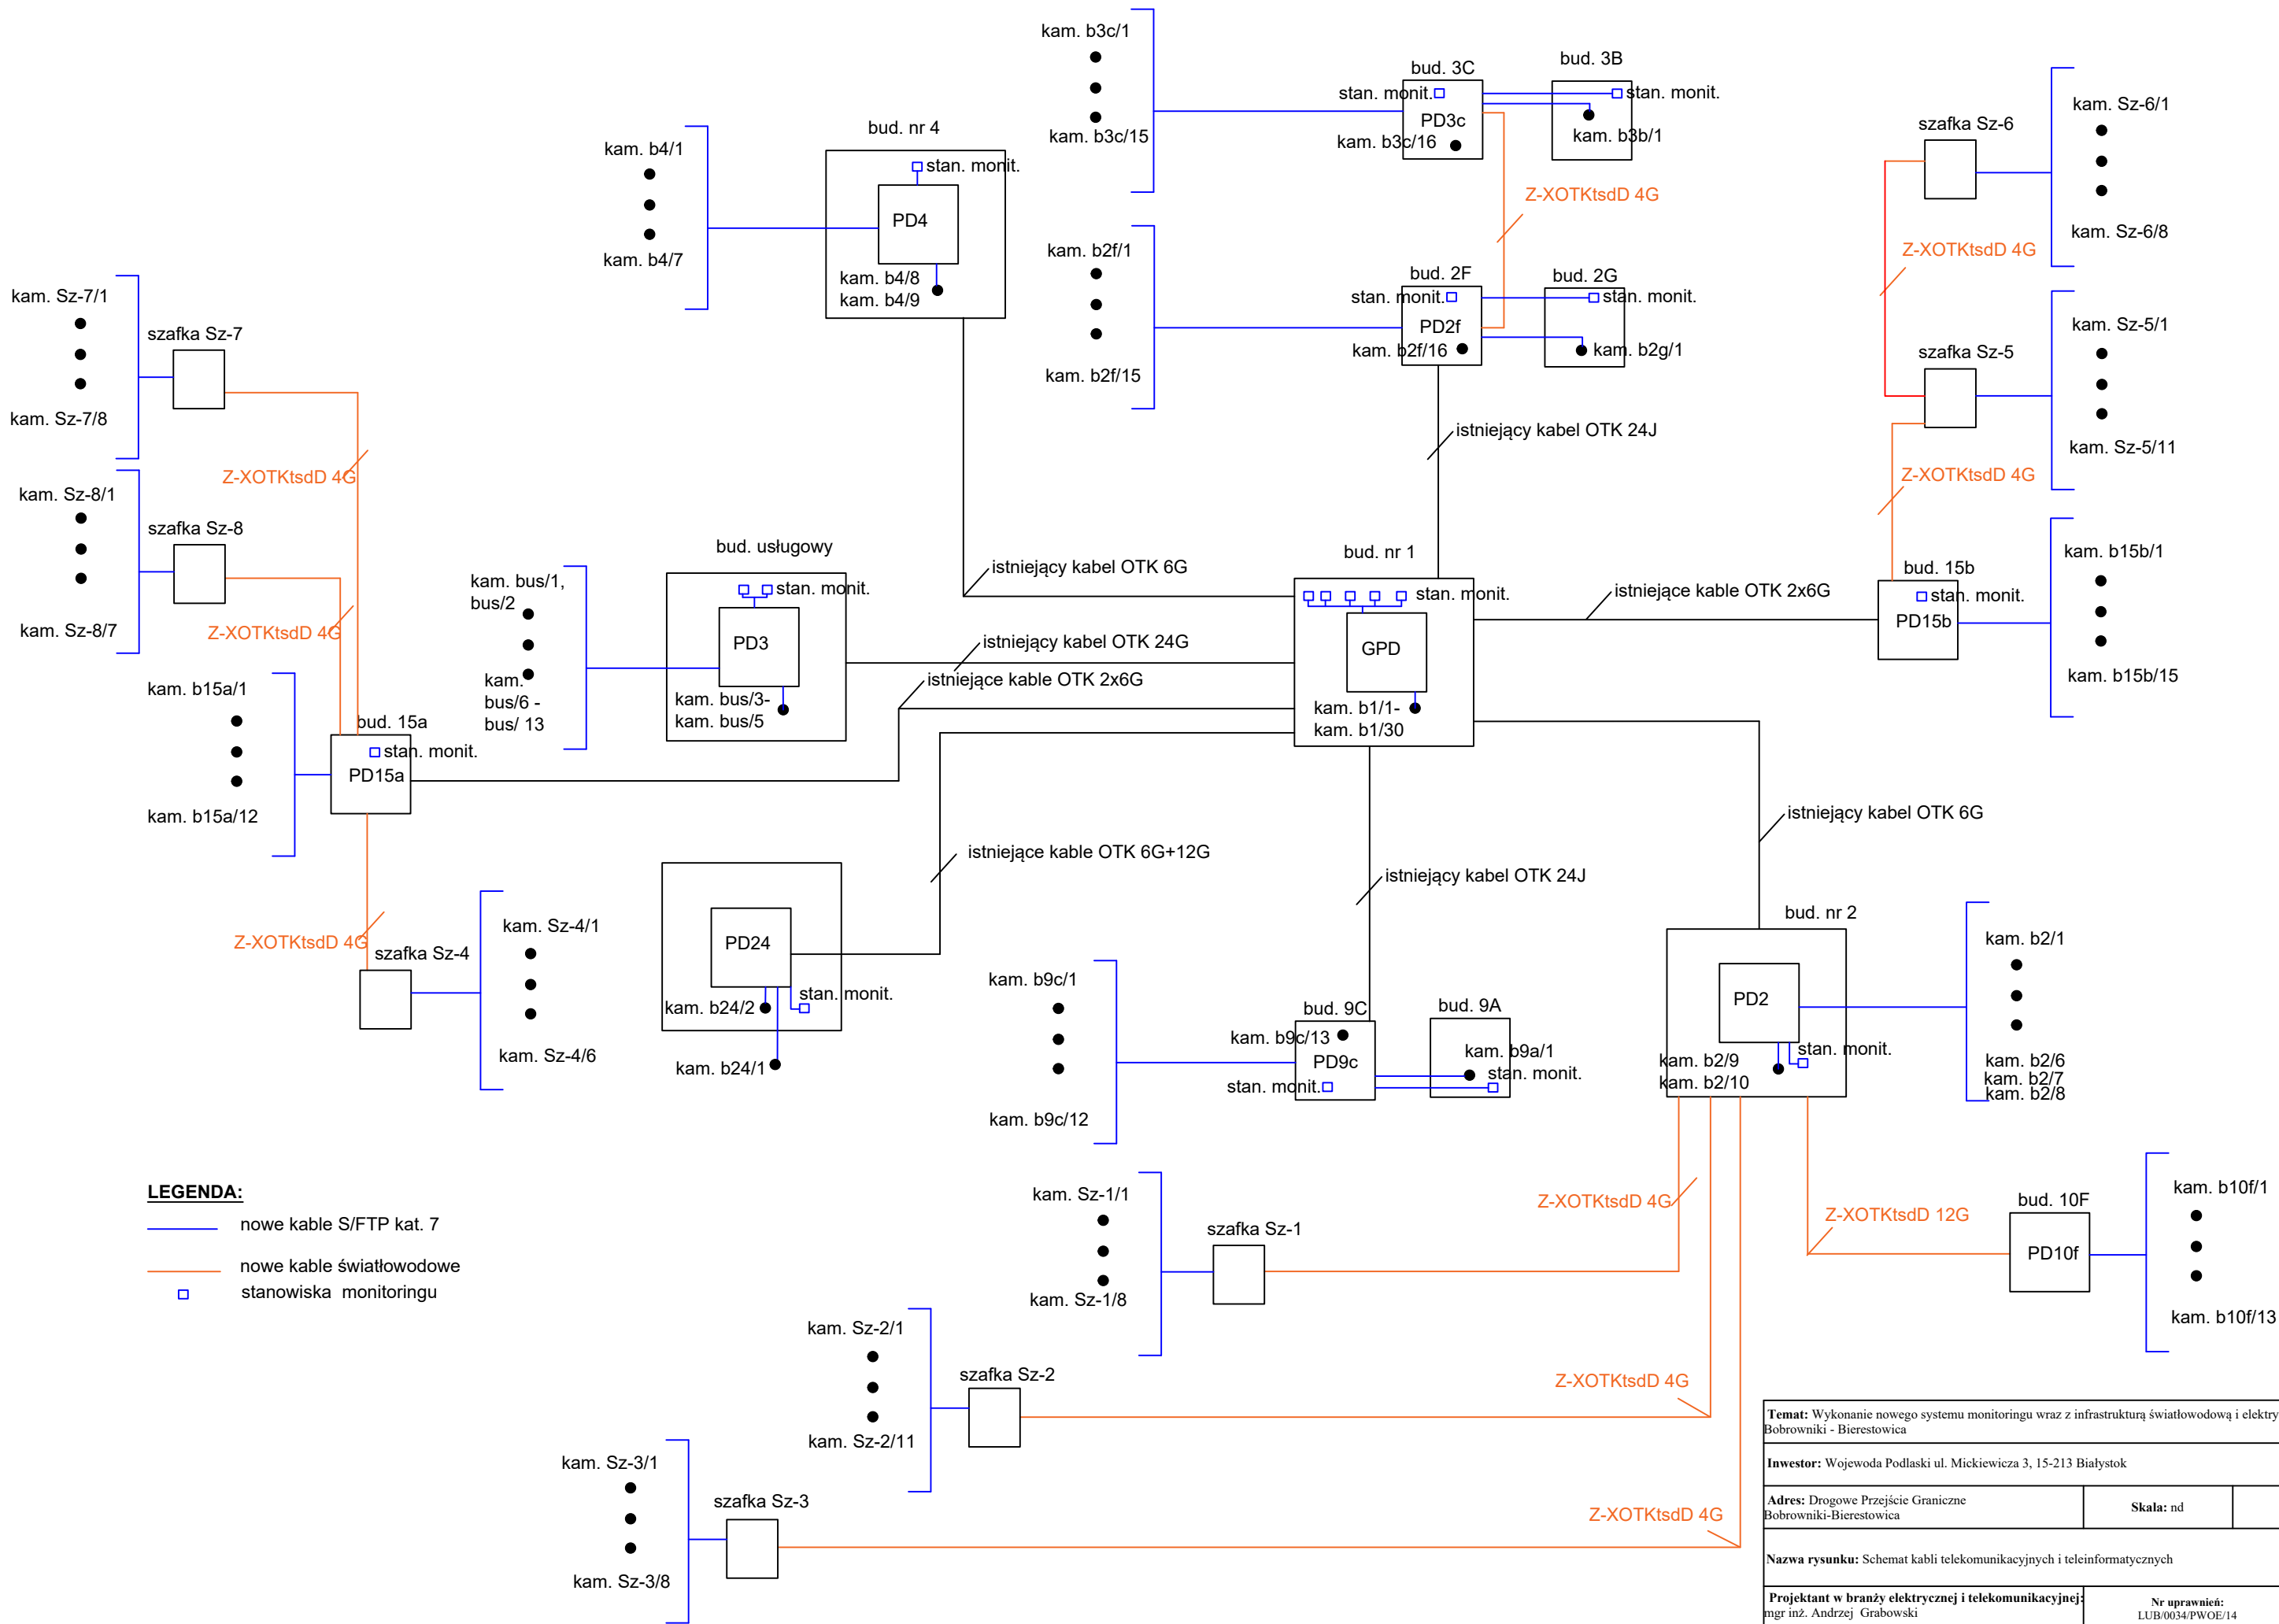 kam. b3c/1
kam. b3c/15
bud. 3C
stan. monit.
PD3c
kam. b3c/16
bud. 3B
stan. monit.
kam. b3b/1
Z-XOTKtsdD 4G
szafka Sz-6
kam. Sz-6/1
kam. Sz-6/8
Z-XOTKtsdD 4G
bud. nr 4
stan. monit.
PD4
kam. b4/1
kam. b4/7
kam. b4/8
kam. b4/9
kam. b2f/1
kam. b2f/15
bud. 2F
stan. monit.
PD2f
kam. b2f/16
bud. 2G
stan. monit.
kam. b2g/1
szafka Sz-5
kam. Sz-5/1
kam. Sz-5/11
Z-XOTKtsdD 4G
istniejący kabel OTK 24J
kam. Sz-7/1
szafka Sz-7
kam. Sz-7/8
Z-XOTKtsdD 4G
kam. Sz-8/1
szafka Sz-8
kam. Sz-8/7
Z-XOTKtsdD 4G
bud. usługowy
stan. monit.
PD3
kam. bus/1,
bus/2
kam.
bus/6 -
bus/ 13
kam. bus/3-
kam. bus/5
istniejący kabel OTK 6G
istniejący kabel OTK 24G
istniejące kable OTK 2x6G
bud. nr 1
stan. monit.
GPD
kam. b1/1-
kam. b1/30
istniejące kable OTK 2x6G
bud. 15b
stan. monit.
PD15b
kam. b15b/1
kam. b15b/15
kam. b15a/1
kam. b15a/12
bud. 15a
stan. monit.
PD15a
istniejące kable OTK 6G+12G
istniejący kabel OTK 24J
istniejący kabel OTK 6G
Z-XOTKtsdD 4G
szafka Sz-4
kam. Sz-4/1
kam. Sz-4/6
PD24
kam. b24/2
stan. monit.
kam. b24/1
kam. b9c/1
kam. b9c/12
bud. 9C
kam. b9c/13
PD9c
stan. monit.
bud. 9A
kam. b9a/1
stan. monit.
bud. nr 2
PD2
stan. monit.
kam. b2/9
kam. b2/10
kam. b2/1
kam. b2/6
kam. b2/7
kam. b2/8
LEGENDA:
nowe kable S/FTP kat. 7
nowe kable światłowodowe
stanowiska monitoringu
kam. Sz-1/1
kam. Sz-1/8
szafka Sz-1
Z-XOTKtsdD 4G
Z-XOTKtsdD 12G
bud. 10F
PD10f
kam. b10f/1
kam. b10f/13
kam. Sz-2/1
kam. Sz-2/11
szafka Sz-2
Z-XOTKtsdD 4G
kam. Sz-3/1
kam. Sz-3/8
szafka Sz-3
Z-XOTKtsdD 4G
Temat: Wykonanie nowego systemu monitoringu wraz z infrastrukturą światłowodową i elektry
Bobrowniki - Bierestowica
Inwestor: Wojewoda Podlaski ul. Mickiewicza 3, 15-213 Białystok
Adres: Drogowe Przejście Graniczne
Bobrowniki-Bierestowica
Skala: nd
Nazwa rysunku: Schemat kabli telekomunikacyjnych i teleinformatycznych
Projektant w branży elektrycznej i telekomunikacyjnej:
mgr inż. Andrzej Grabowski
Nr uprawnień:
LUB/0034/PWOE/14